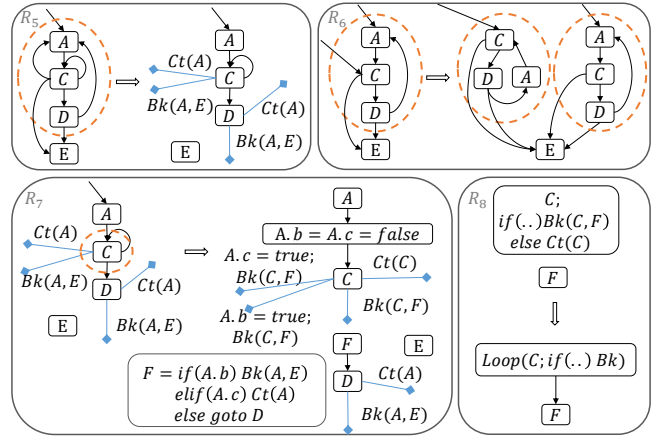 R5
A
C
D
E
A
Ct(A)
C
Bk(A, E)
D
Ct(A)
Bk(A, E)
E
R6
A
C
D
E
C
D
A
E
A
C
D
R7
A
Ct(A)
C
Bk(A, E)
D
Ct(A)
E
Bk(A, E)
A
A.b = A.c = false
A.c = true;
Bk(C, F)
C
Ct(C)
Bk(C, F)
A.b = true;
Bk(C, F)
F
E
D
Ct(A)
Bk(A, E)
F = if(A.b) Bk(A, E)
elif(A.c) Ct(A)
else goto D
R8
C;
if(..)Bk(C, F)
else Ct(C)
F
Loop(C; if(..) Bk)
F